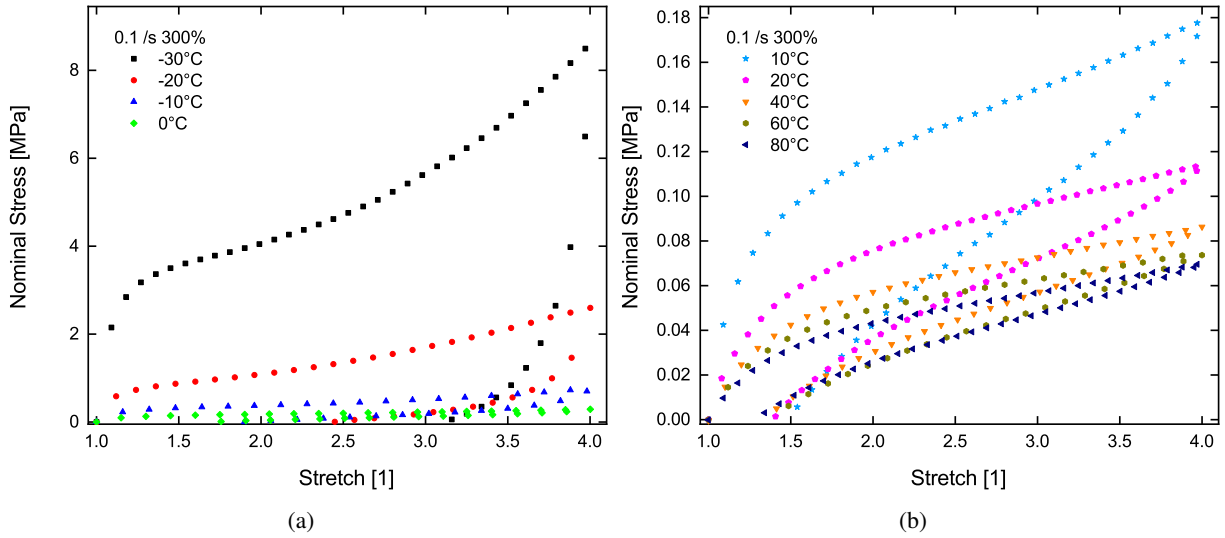 0.1 /s 300%
-30°C
-20°C
-10°C
0°C
8
6
4
2
0
Nominal Stress [MPa]
1.0 1.5 2.0 2.5 3.0 3.5 4.0
Stretch [1]
(a)
0.1 /s 300%
10°C
20°C
40°C
60°C
80°C
0.18
0.16
0.14
0.12
0.10
0.08
0.06
0.04
0.02
0.00
Nominal Stress [MPa]
1.0 1.5 2.0 2.5 3.0 3.5 4.0
Stretch [1]
(b)